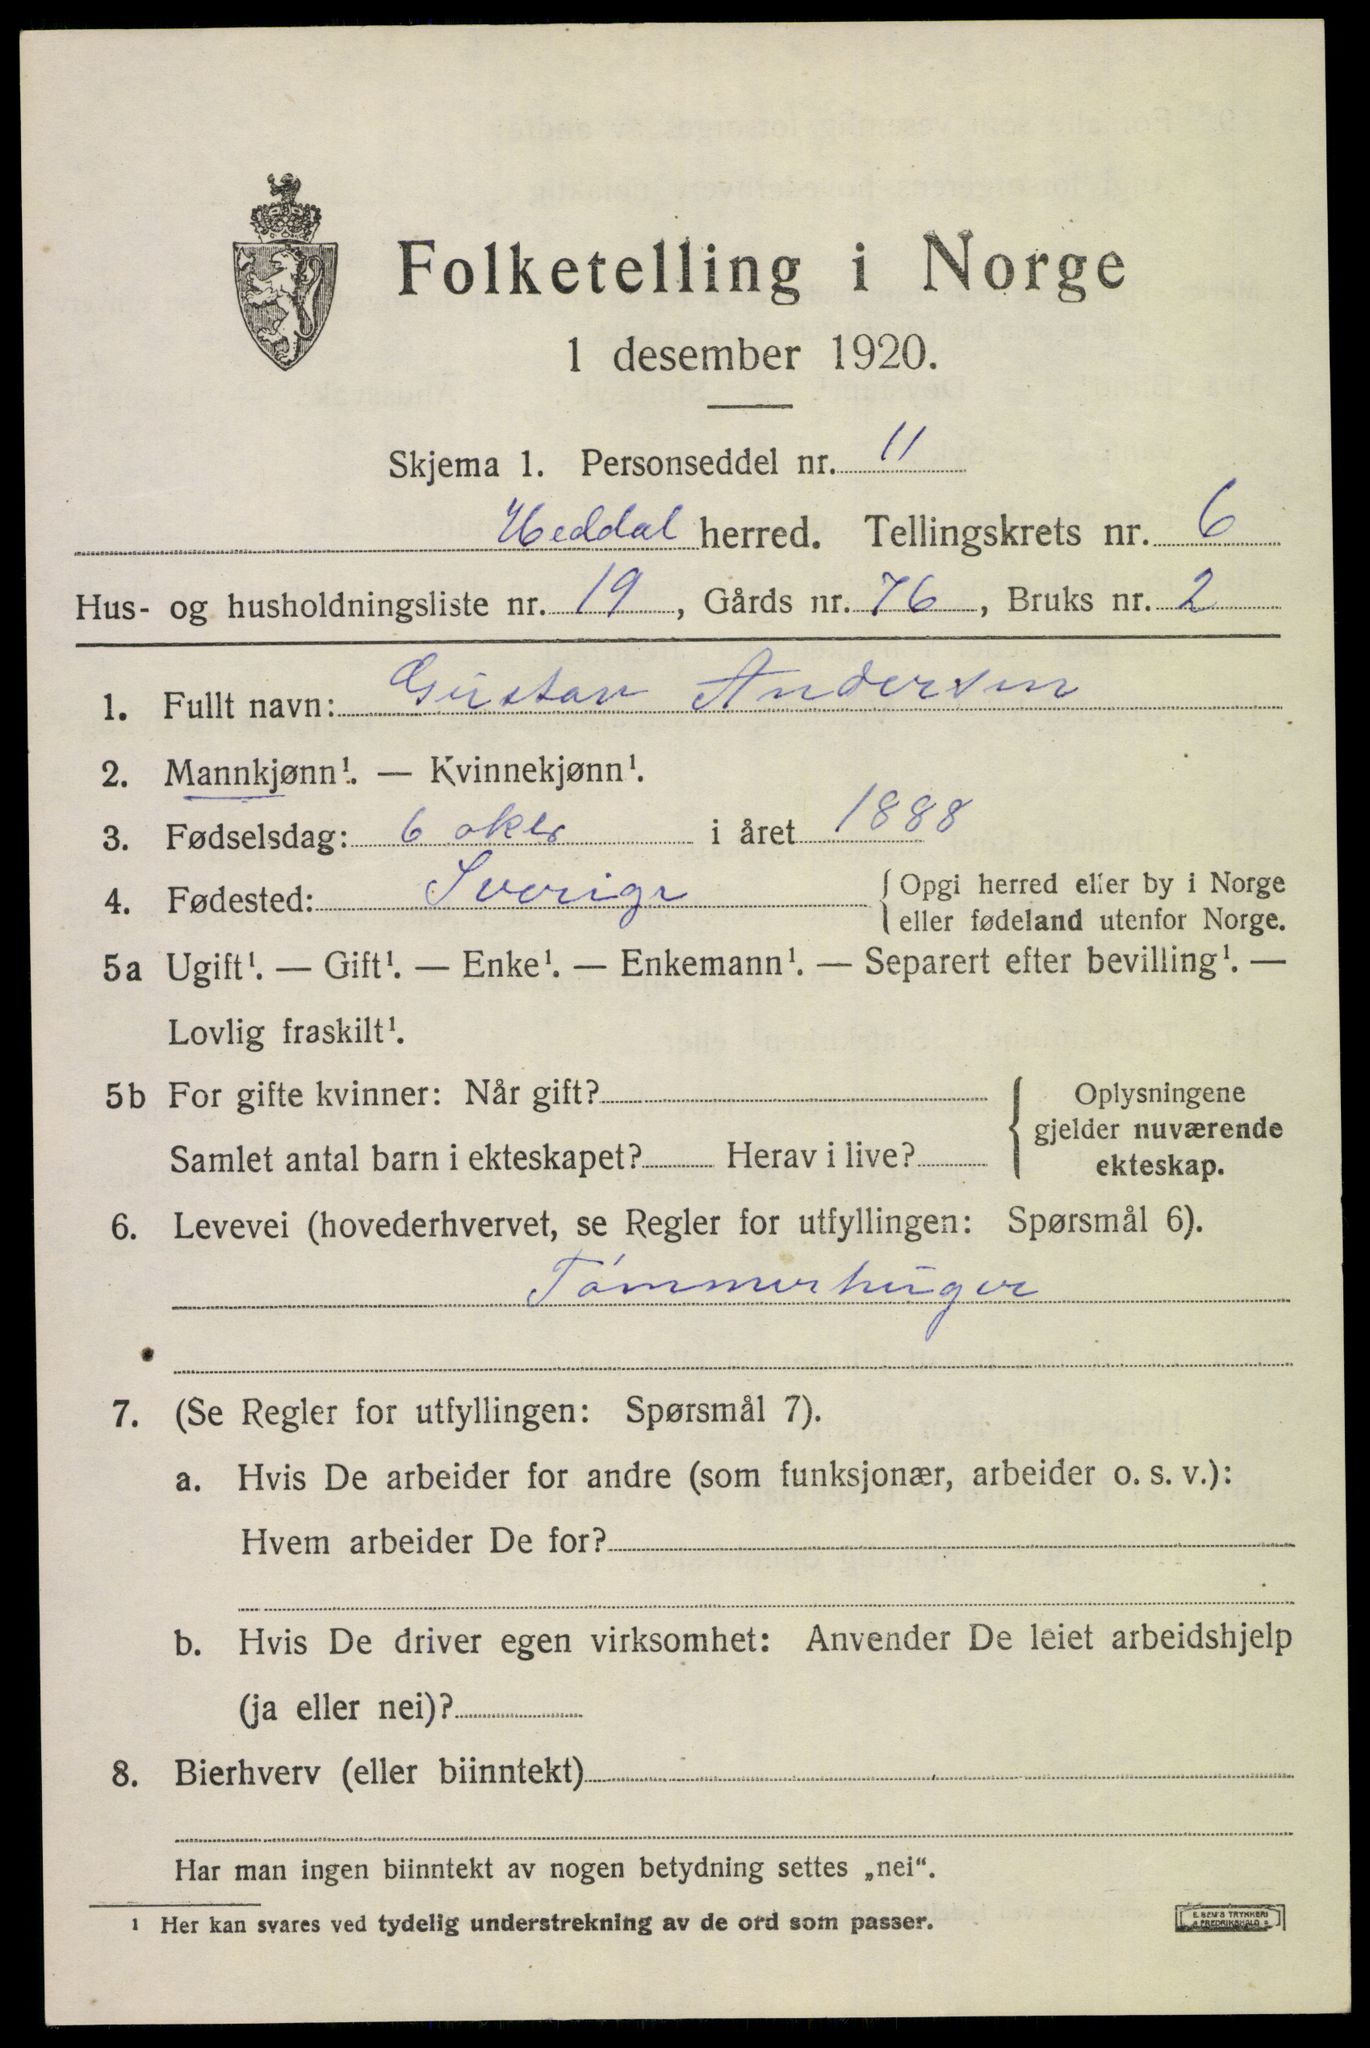 Folketelling i Norge
1 desember 1920.
Skjema 1. Personseddel nr. 11
Heddal herred. Tellingskrets nr. 6
Hus- og husholdningsliste nr. 19, Gårds nr. 76, Bruks nr. 2
1. Fullt navn: Gustav Andersen
2. Mannkjønn¹. — Kvinnekjønn¹.
3. Fødselsdag: 6 okt i året 1888
4. Fødested: Sverige { Opgi herred eller by i Norge
eller fødeland utenfor Norge.
5a Ugift¹. — Gift¹. — Enke¹. — Enkemann¹. — Separert efter bevilling¹. —
Lovlig fraskilt¹.
5b For gifte kvinner: Når gift?
Samlet antal barn i ekteskapet? Herav i live?
{ Oplysningene
gjelder nuværende
ekteskap.
6. Levevei (hovederhvervet, se Regler for utfyllingen: Spørsmål 6).
Tømmerhuger
7. (Se Regler for utfyllingen: Spørsmål 7).
a. Hvis De arbeider for andre (som funksjonær, arbeider o. s. v.):
Hvem arbeider De for?
b. Hvis De driver egen virksomhet: Anvender De leiet arbeidshjelp
(ja eller nei)?
8. Bierhverv (eller biinntekt)
Har man ingen biinntekt av nogen betydning settes „nei“.
¹ Her kan svares ved tydelig understrekning av de ord som passer.
E. SEM'S TRYKKERI
FREDRIKSHALD